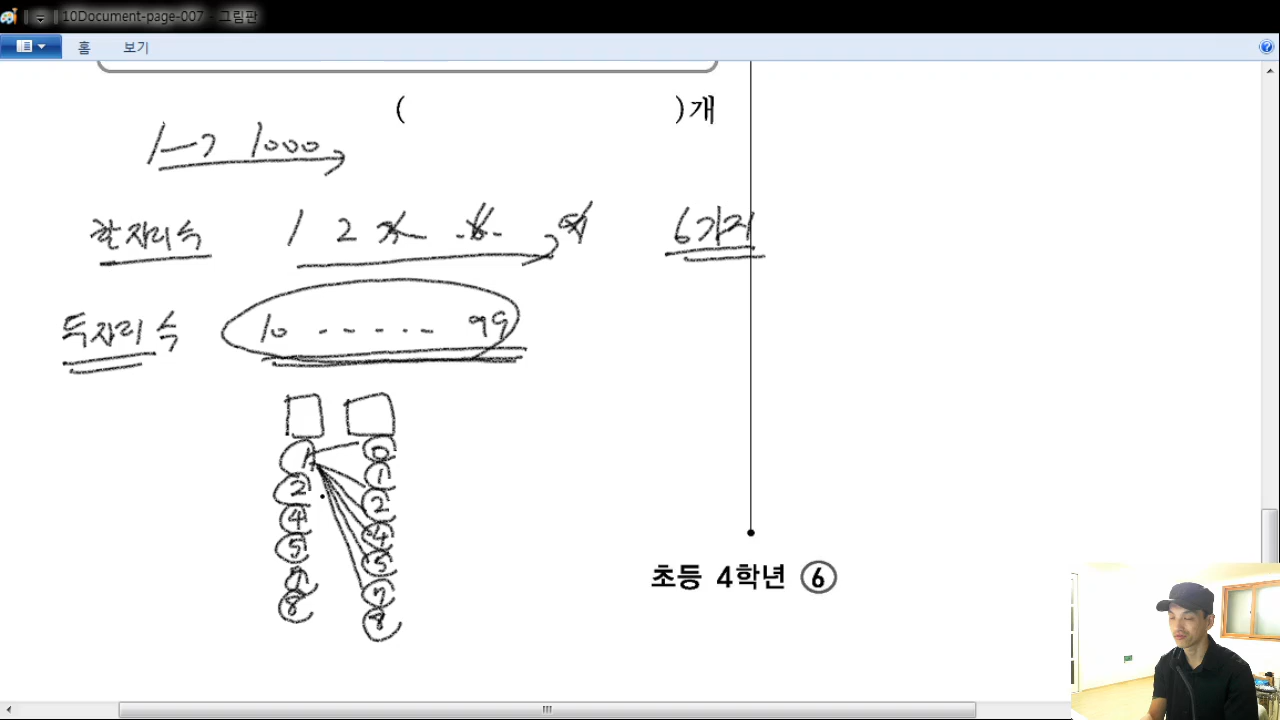 10Document-page-007 - 그림판
홈 보기
( )개
1→ 1000
한자리수 1 2 3 6 9 6가지
두자리수 10 ..... 99
1 0
2 1
4 2
5 4
7 5
8 7
8
초등 4학년 ⑥